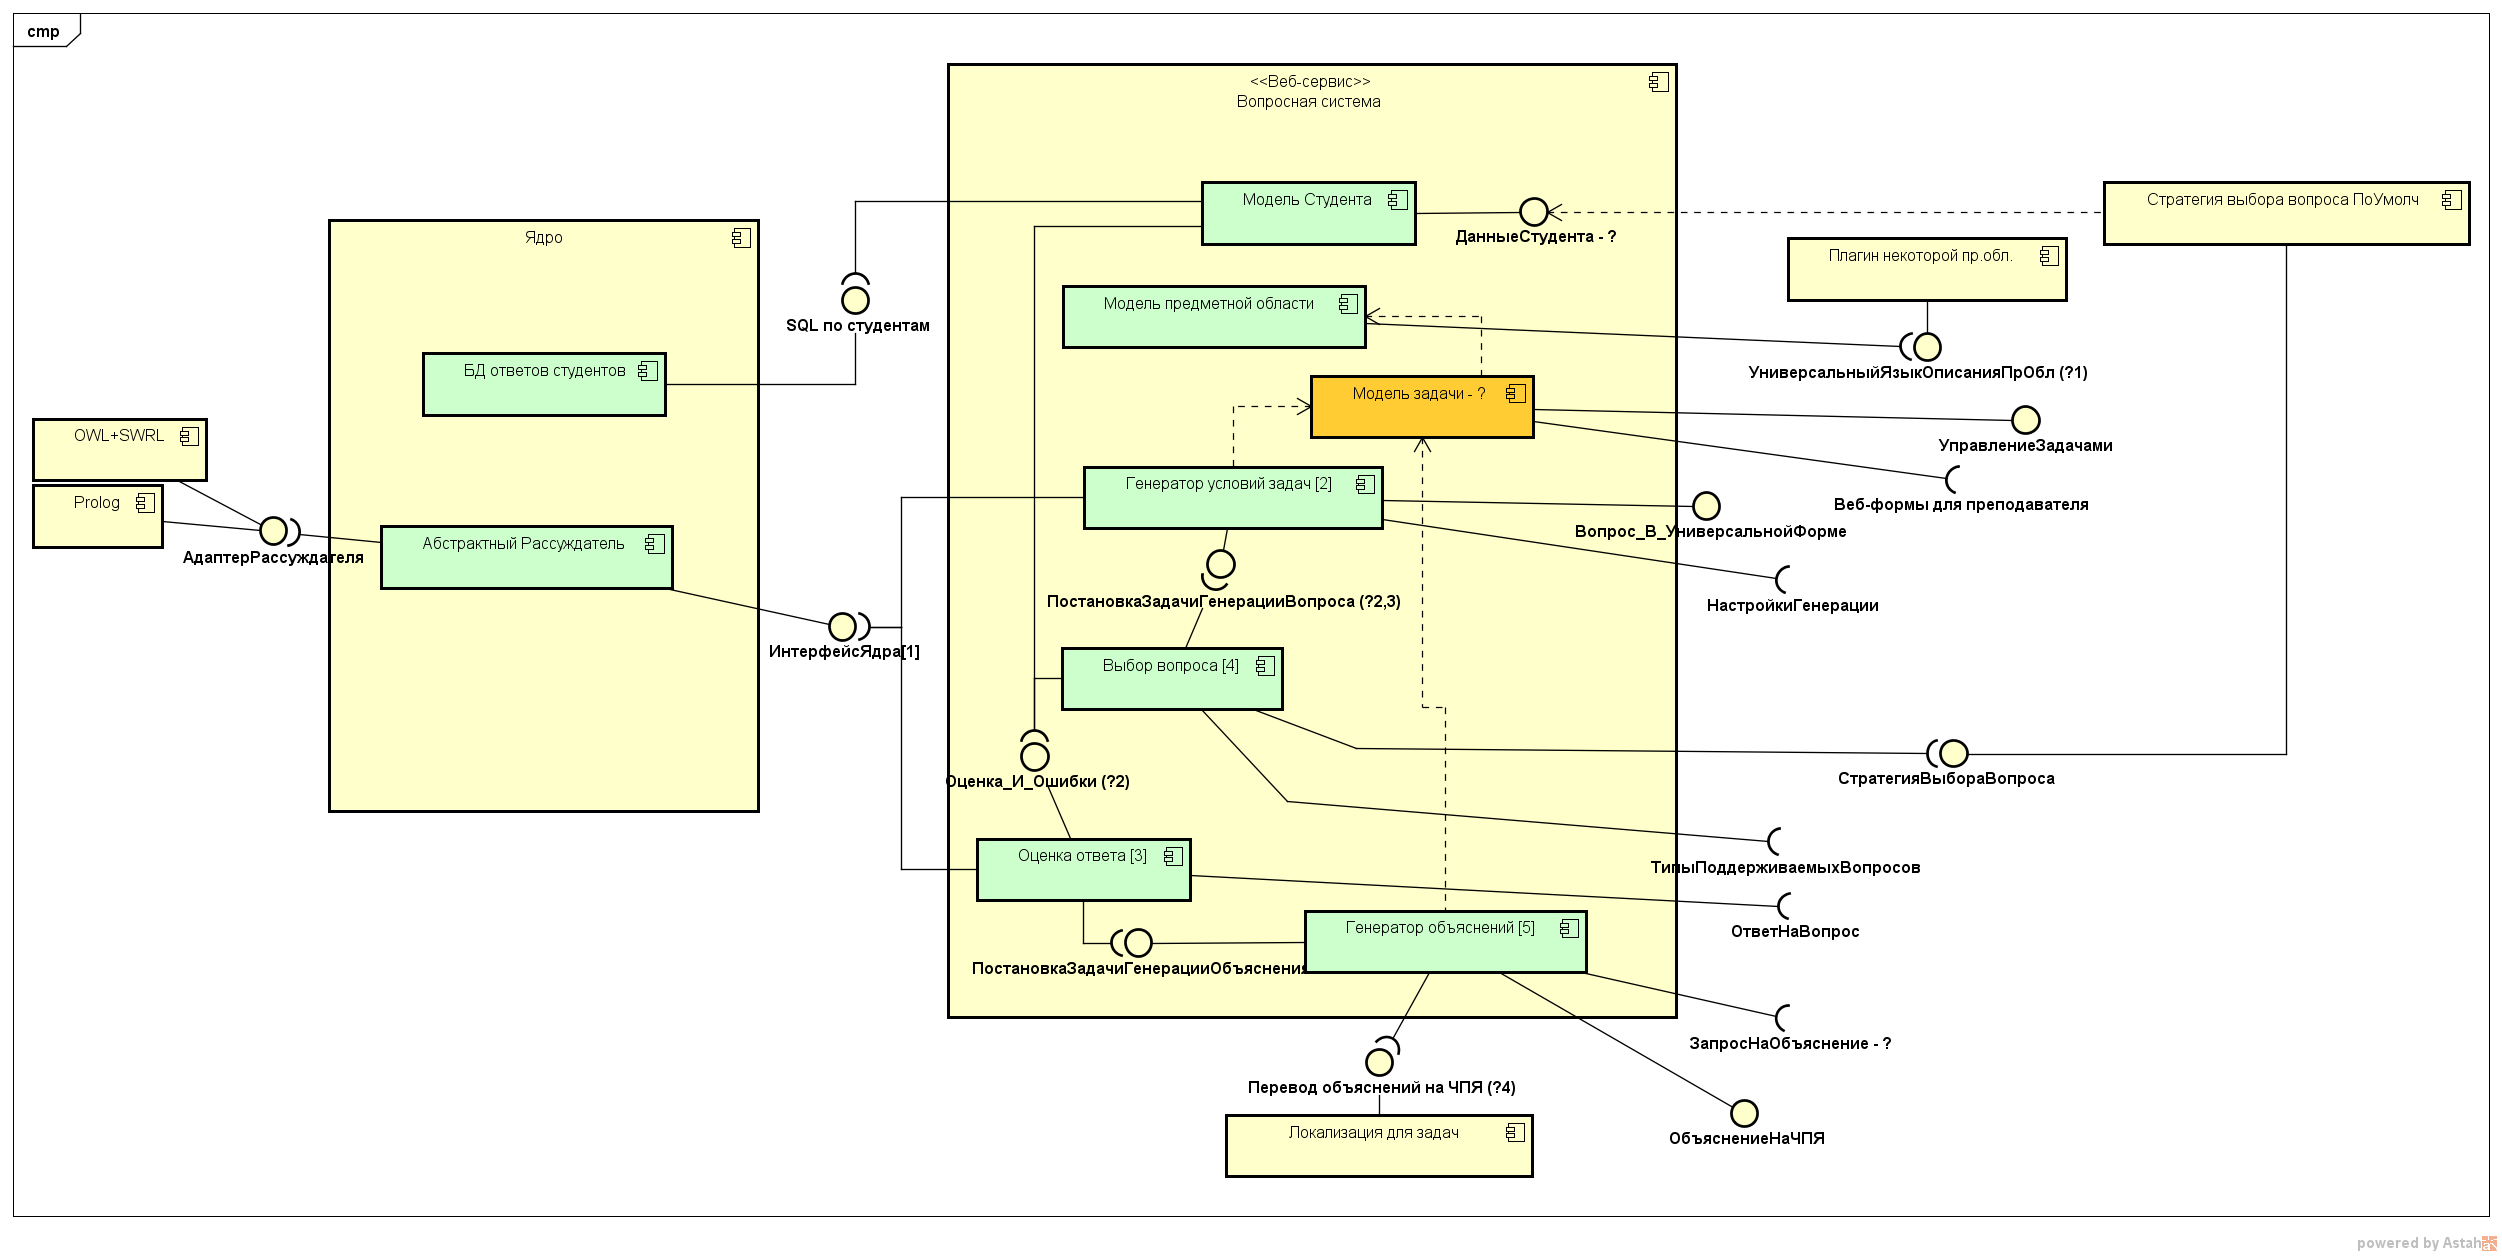 cmp
<<Веб-сервис>>
Вопросная система
Модель Студента
ДанныеСтудента - ?
Стратегия выбора вопроса ПоУмолч
Ядро
Плагин некоторой пр.обл.
SQL по студентам
Модель предметной области
УниверсальныйЯзыкОписанияПрОбл (?1)
БД ответов студентов
Модель задачи - ?
УправлениеЗадачами
OWL+SWRL
Prolog
АдаптерРассуждателя
Абстрактный Рассуждатель
Генератор условий задач [2]
Веб-формы для преподавателя
Вопрос_В_УниверсальнойФорме
ПостановкаЗадачиГенерацииВопроса (?2,3)
НастройкиГенерации
ИнтерфейсЯдра[1]
Выбор вопроса [4]
Оценка_И_Ошибки (?2)
СтратегияВыбораВопроса
Оценка ответа [3]
ТипыПоддерживаемыхВопросов
ОтветНаВопрос
Генератор объяснений [5]
ПостановкаЗадачиГенерацииОбъяснения
ЗапросНаОбъяснение - ?
Перевод объяснений на ЧПЯ (?4)
Локализация для задач
ОбъяснениеНаЧПЯ
powered by Astah